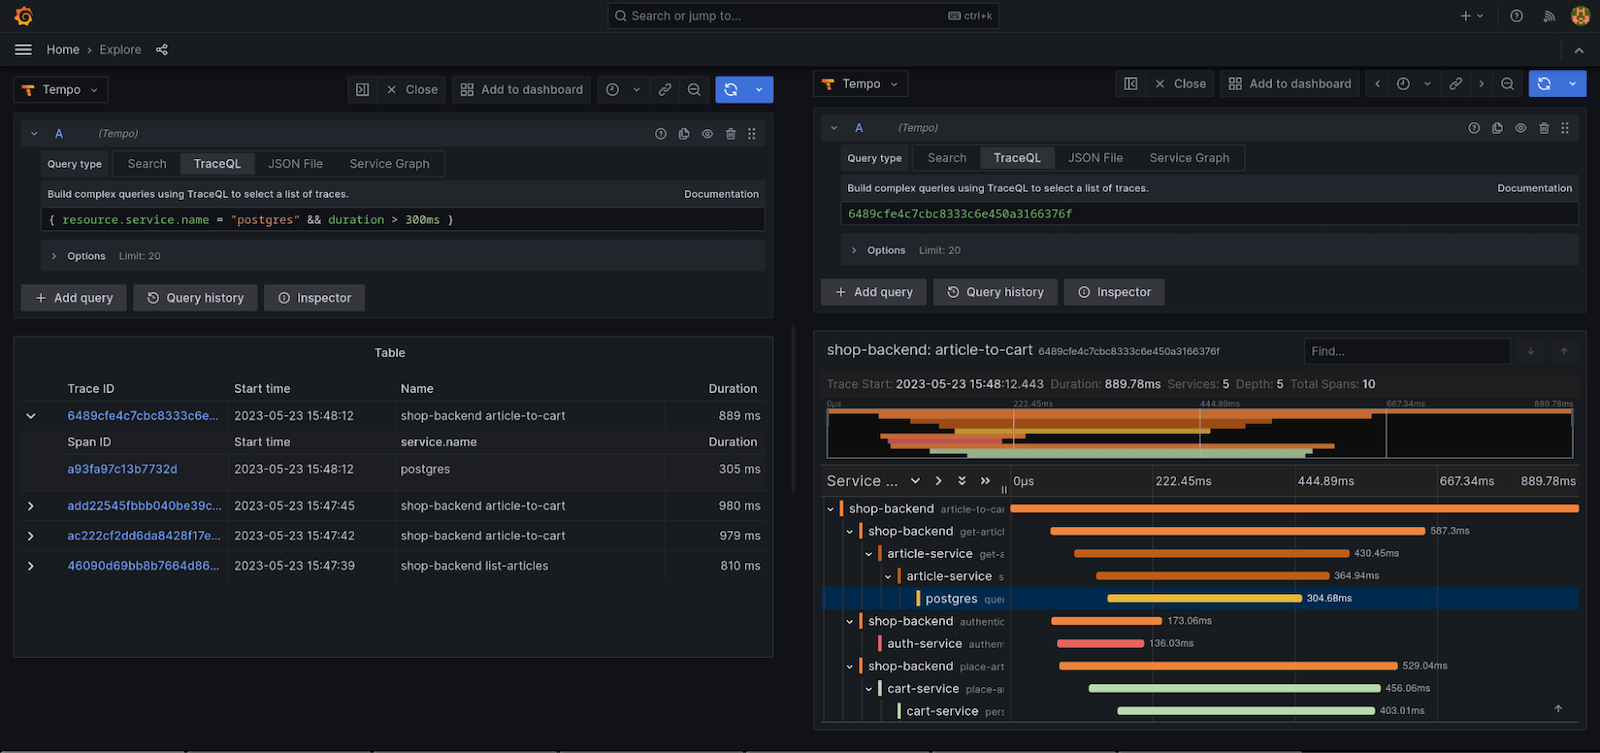 Search or jump to...
ctrl+k
Home › Explore
Tempo
Close
Add to dashboard
A
(Tempo)
Query type
Search
TraceQL
JSON File
Service Graph
Build complex queries using TraceQL to select a list of traces.
Documentation
{ resource.service.name = "postgres" && duration > 300ms }
Options
Limit: 20
+ Add query
Query history
Inspector
Table
Trace ID
Start time
Name
Duration
6489cfe4c7cbc8333c6e...
2023-05-23 15:48:12
shop-backend article-to-cart
889 ms
Span ID
Start time
service.name
Duration
a93fa97c13b7732d
2023-05-23 15:48:12
postgres
305 ms
add22545fbbb040be39c...
2023-05-23 15:47:45
shop-backend article-to-cart
980 ms
ac222cf2dd6da8428f17e...
2023-05-23 15:47:42
shop-backend article-to-cart
979 ms
46090d69bb8b7664d86...
2023-05-23 15:47:39
shop-backend list-articles
810 ms
Tempo
Close
Add to dashboard
A
(Tempo)
Query type
Search
TraceQL
JSON File
Service Graph
Build complex queries using TraceQL to select a list of traces.
Documentation
6489cfe4c7cbc8333c6e450a3166376f
Options
Limit: 20
+ Add query
Query history
Inspector
shop-backend: article-to-cart 6489cfe4c7cbc8333c6e450a3166376f
Find...
Trace Start: 2023-05-23 15:48:12.443 Duration: 889.78ms Services: 5 Depth: 5 Total Spans: 10
0μs
222.45ms
444.89ms
667.34ms
889.78ms
Service ...
0μs
222.45ms
444.89ms
667.34ms
889.78ms
shop-backend article-to-car
shop-backend get-articl
587.3ms
article-service get-a
430.45ms
article-service s
364.94ms
postgres quer
304.68ms
shop-backend authentic
173.06ms
auth-service authen
136.03ms
shop-backend place-art
529.04ms
cart-service place-a
456.06ms
cart-service per
403.01ms